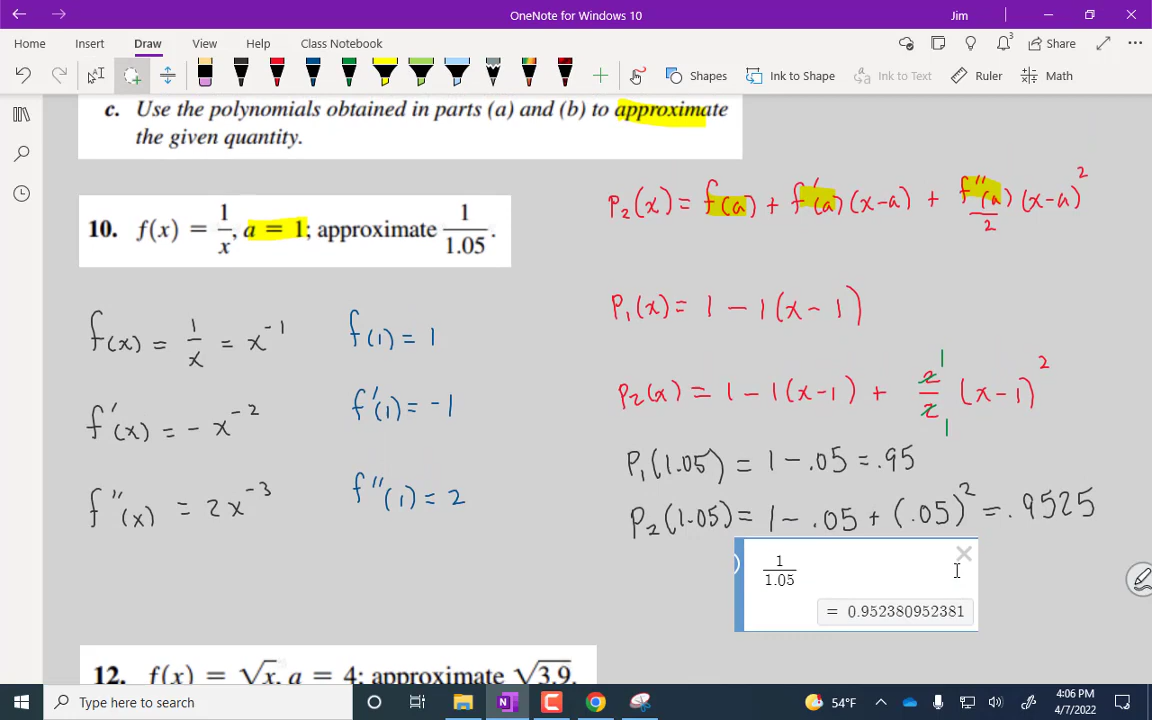 OneNote for Windows 10
Jim
Home Insert Draw View Help Class Notebook Share
Shapes Ink to Shape Ink to Text Ruler Math
c. Use the polynomials obtained in parts (a) and (b) to approximate
the given quantity.
P₂(x) = f(a) + f'(a)(x-a) + f''(a)/2 (x-a)²
10. f(x) = 1/x, a = 1; approximate 1/1.05.
P₁(x) = 1 - 1(x-1)
f(x) = 1/x = x⁻¹ f(1) = 1
P₂(x) = 1 - 1(x-1) + 2/2 (x-1)²
1
1
f'(x) = -x⁻² f'(1) = -1
P₁(1.05) = 1 - .05 = .95
f''(x) = 2x⁻³ f''(1) = 2
P₂(1.05) = 1 - .05 + (.05)² = .9525
1/1.05
= 0.952380952381
12. f(x) = √x, a = 4; approximate √3.9.
Type here to search
54°F
4:06 PM
4/7/2022